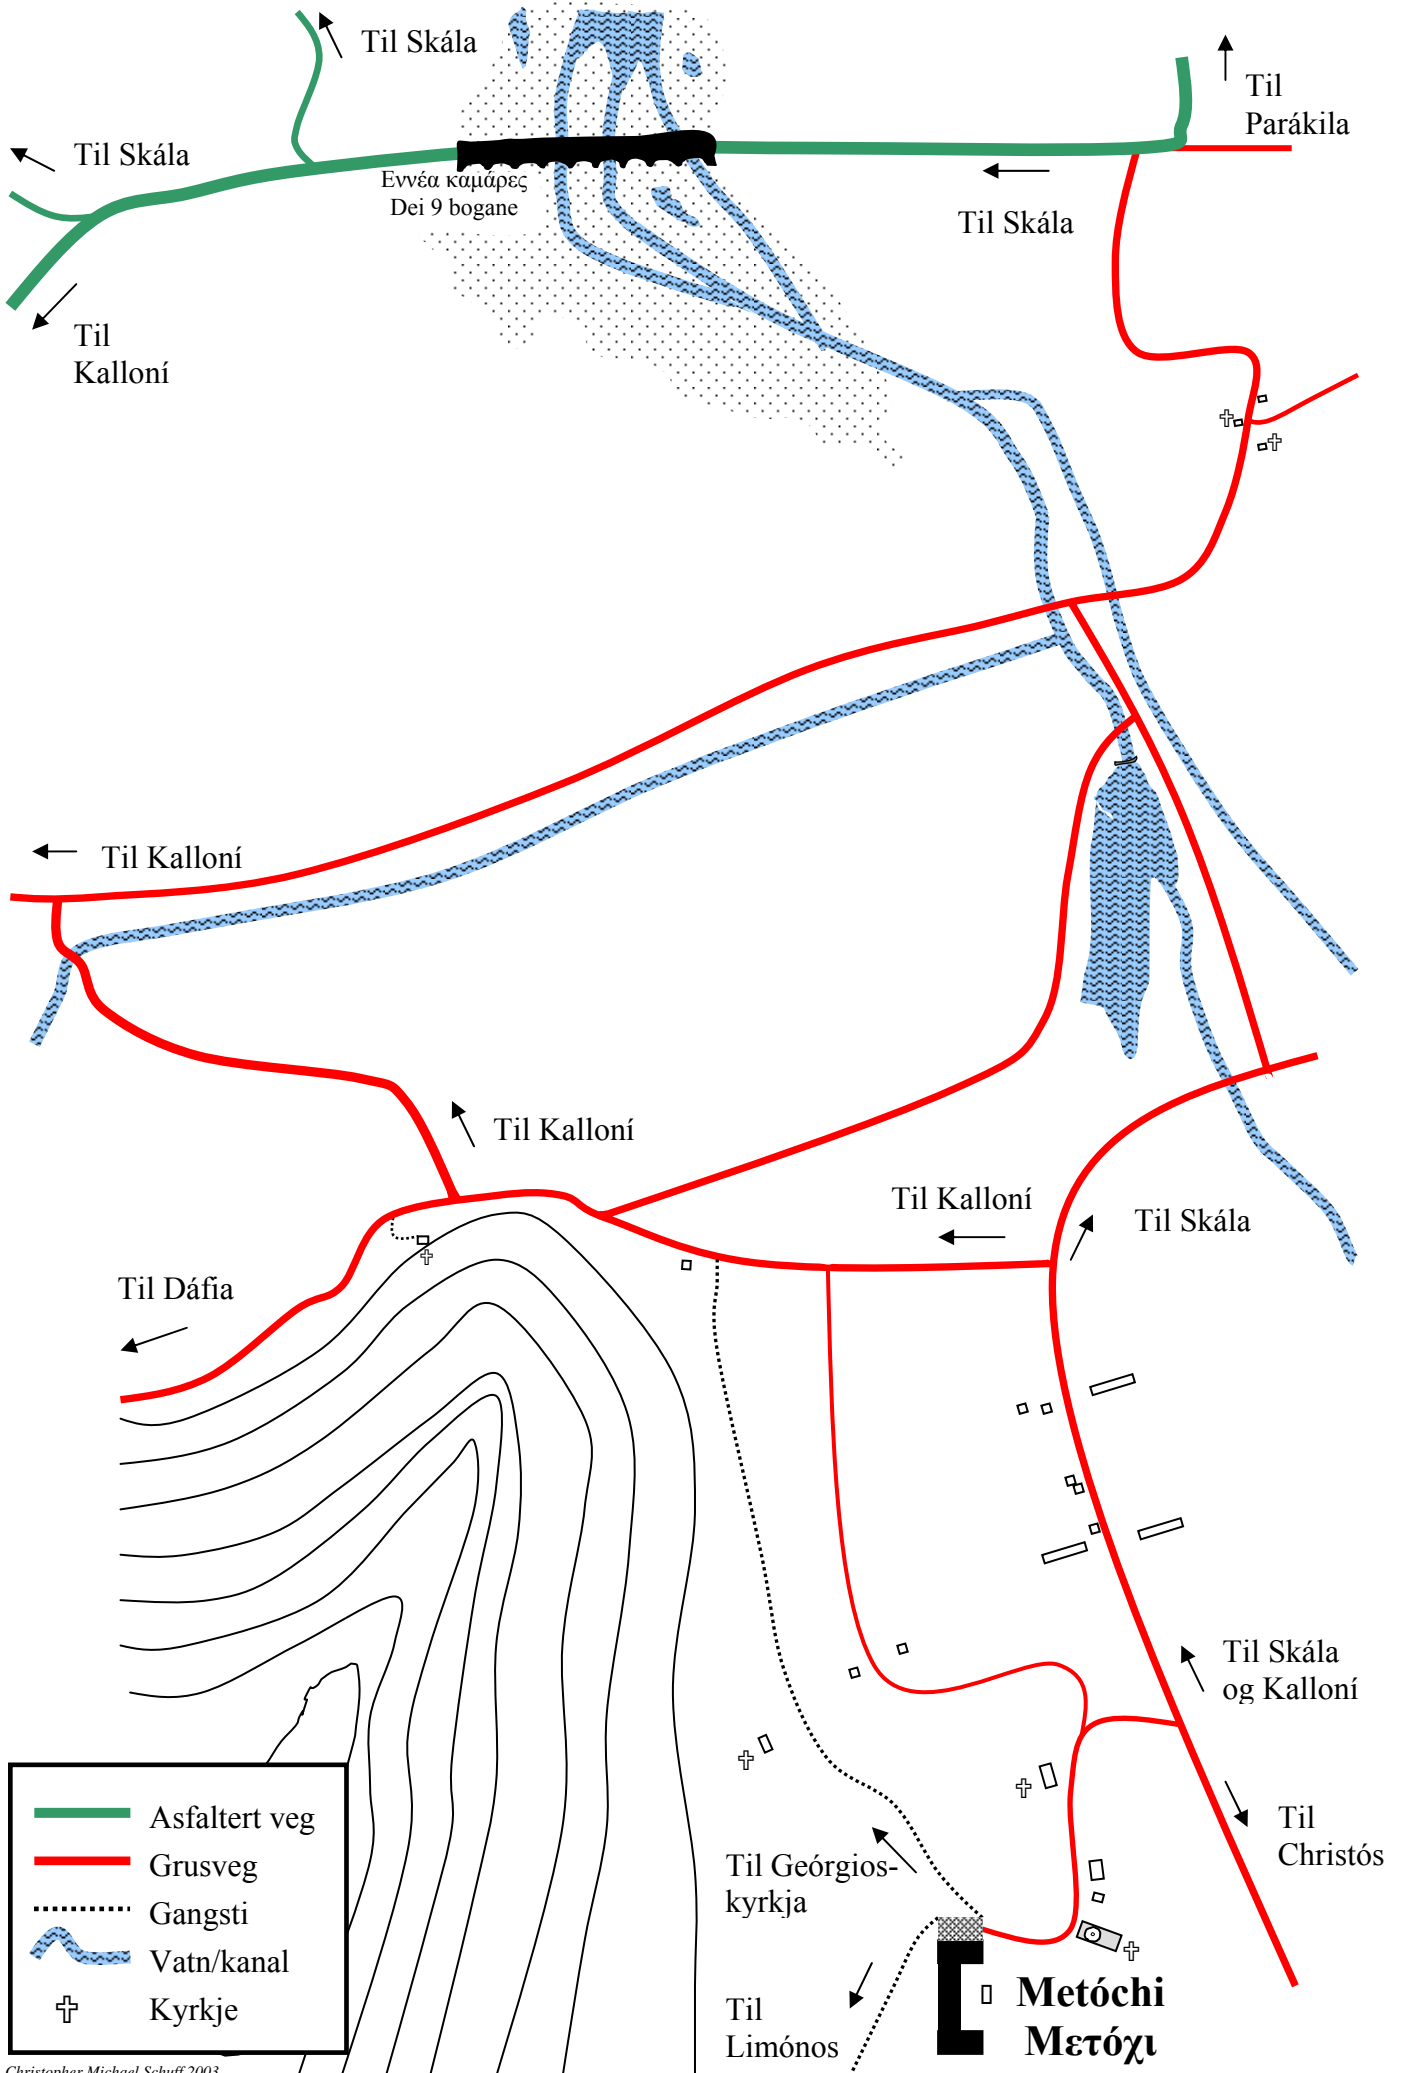 Til Skála
Til
Parákila
Til Skála
Εννέα καμάρες
Dei 9 bogane
Til Skála
Til
Kalloní
Til Kalloní
Til Kalloní
Til Kalloní
Til Skála
Til Dáfia
Til Skála
og Kalloní
Til
Christós
Til Geórgios-
kyrkja
Til
Limónos
Metóchi
Μετόχι
Asfaltert veg
Grusveg
Gangsti
Vatn/kanal
Kyrkje
Christopher Michael Schuff 2003